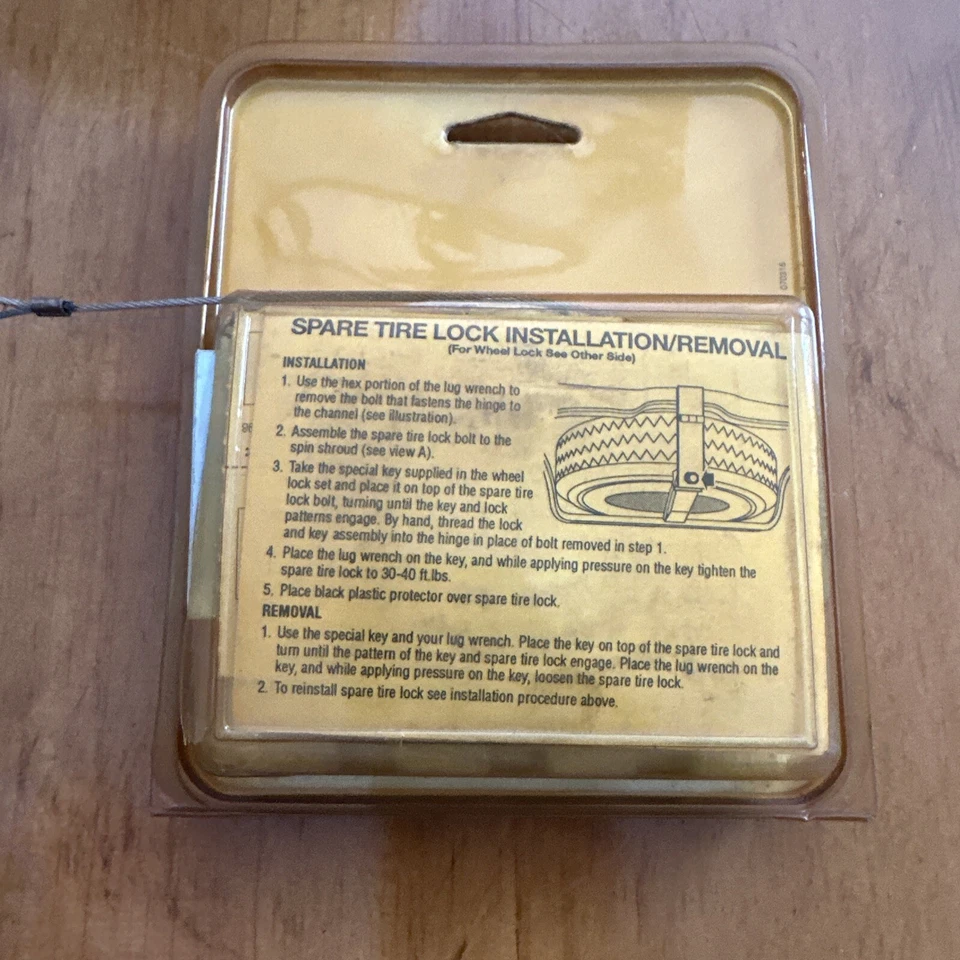 070316
SPARE TIRE LOCK INSTALLATION/REMOVAL
(For Wheel Lock See Other Side)
INSTALLATION
1. Use the hex portion of the lug wrench to
remove the bolt that fastens the hinge to
the channel (see illustration).
2. Assemble the spare tire lock bolt to the
spin shroud (see view A).
3. Take the special key supplied in the wheel
lock set and place it on top of the spare tire
lock bolt, turning until the key and lock
patterns engage. By hand, thread the lock
and key assembly into the hinge in place of bolt removed in step 1.
4. Place the lug wrench on the key, and while applying pressure on the key tighten the
spare tire lock to 30-40 ft.lbs.
5. Place black plastic protector over spare tire lock.
REMOVAL
1. Use the special key and your lug wrench. Place the key on top of the spare tire lock and
turn until the pattern of the key and spare tire lock engage. Place the lug wrench on the
key, and while applying pressure on the key, loosen the spare tire lock.
2. To reinstall spare tire lock see installation procedure above.